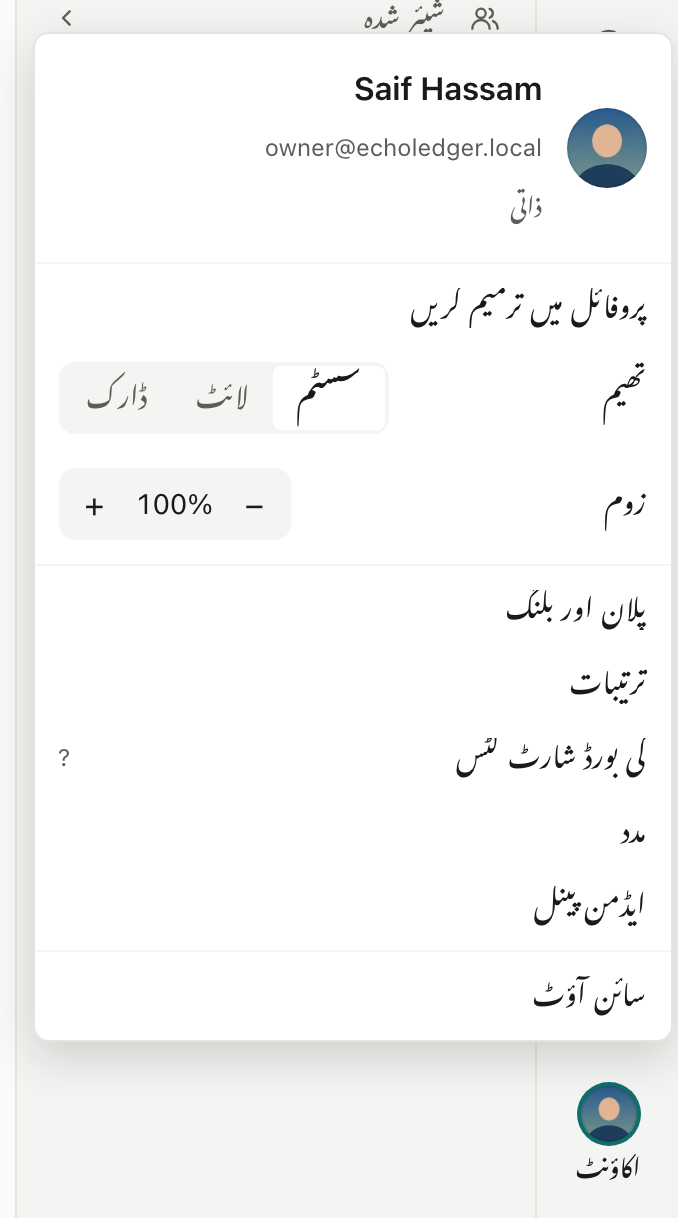 شیئر شدہ
Saif Hassam
owner@echoledger.local
ذاتی
پروفائل میں ترمیم کریں
تھیم سسٹم لائٹ ڈارک
زوم − 100% +
پلان اور بلنگ
ترتیبات
کی بورڈ شارٹ کٹس ?
مدد
ایڈمن پینل
سائن آؤٹ
اکاؤنٹ